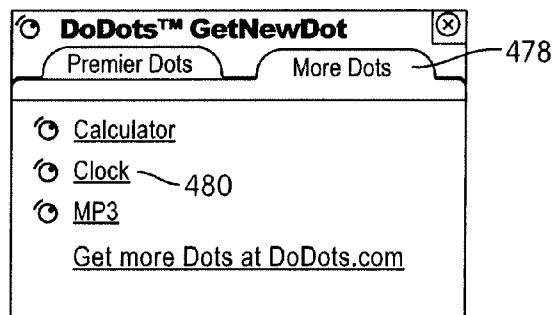 DoDots™ GetNewDot
Premier Dots More Dots 478
Calculator
Clock 480
MP3
Get more Dots at DoDots.com